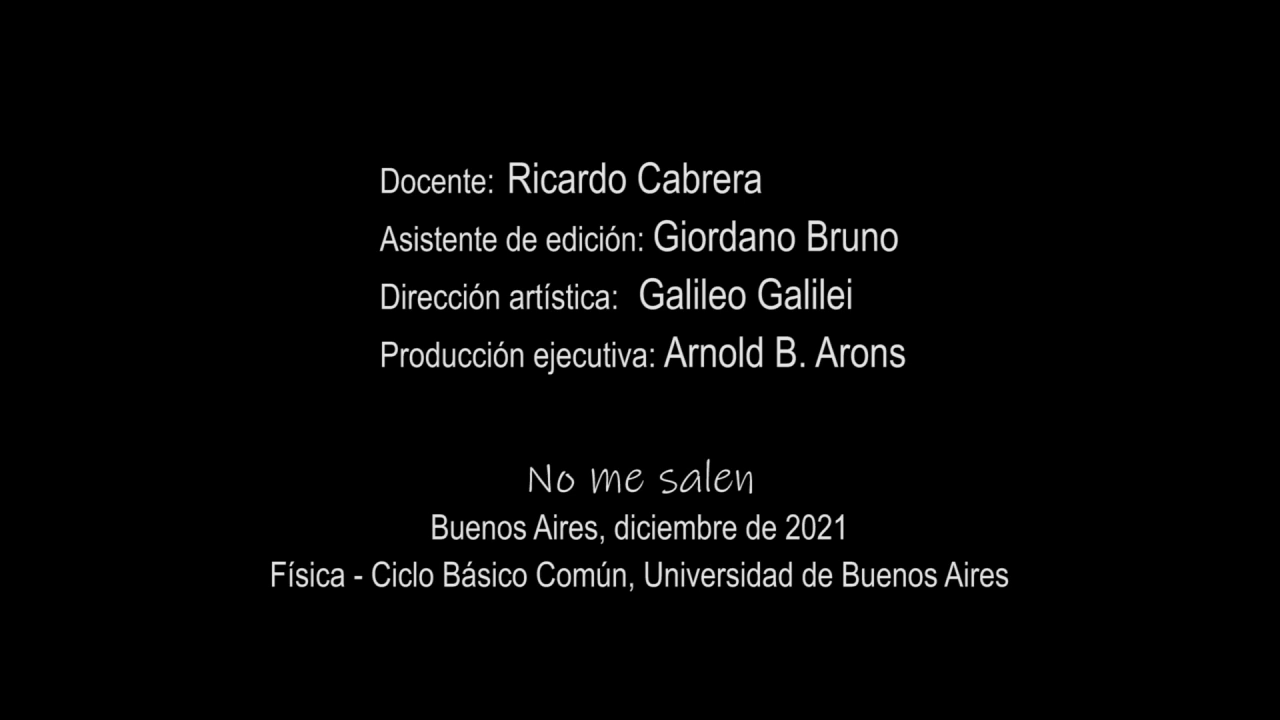 Docente: Ricardo Cabrera
Asistente de edición: Giordano Bruno
Dirección artística: Galileo Galilei
Producción ejecutiva: Arnold B. Arons
No me salen
Buenos Aires, diciembre de 2021
Física - Ciclo Básico Común, Universidad de Buenos Aires